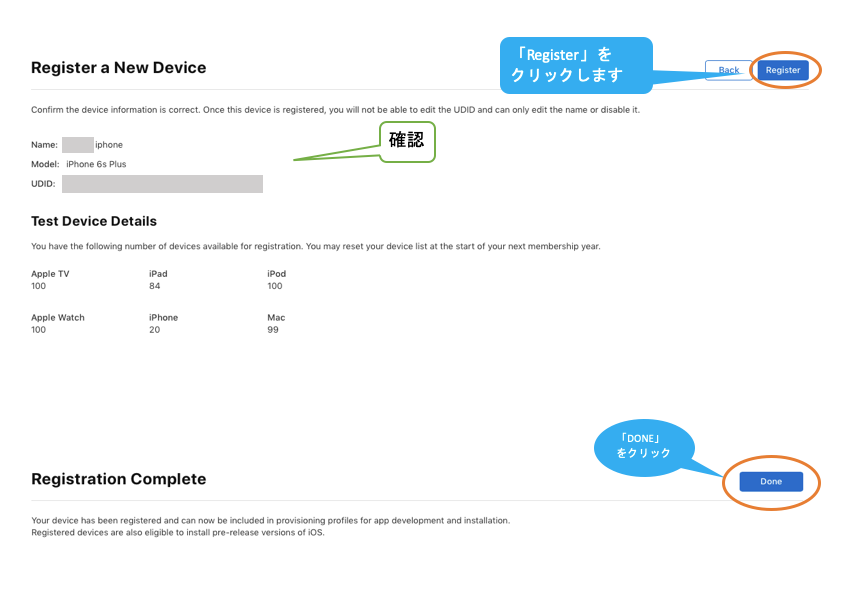 「Register」を
クリックします
Register a New Device
Back
Register
Confirm the device information is correct. Once this device is registered, you will not be able to edit the UDID and can only edit the name or disable it.
確認
Name: iphone
Model: iPhone 6s Plus
UDID:
Test Device Details
You have the following number of devices available for registration. You may reset your device list at the start of your next membership year.
Apple TV iPad iPod
100 84 100
Apple Watch iPhone Mac
100 20 99
「DONE」
をクリック
Registration Complete
Done
Your device has been registered and can now be included in provisioning profiles for app development and installation.
Registered devices are also eligible to install pre-release versions of iOS.